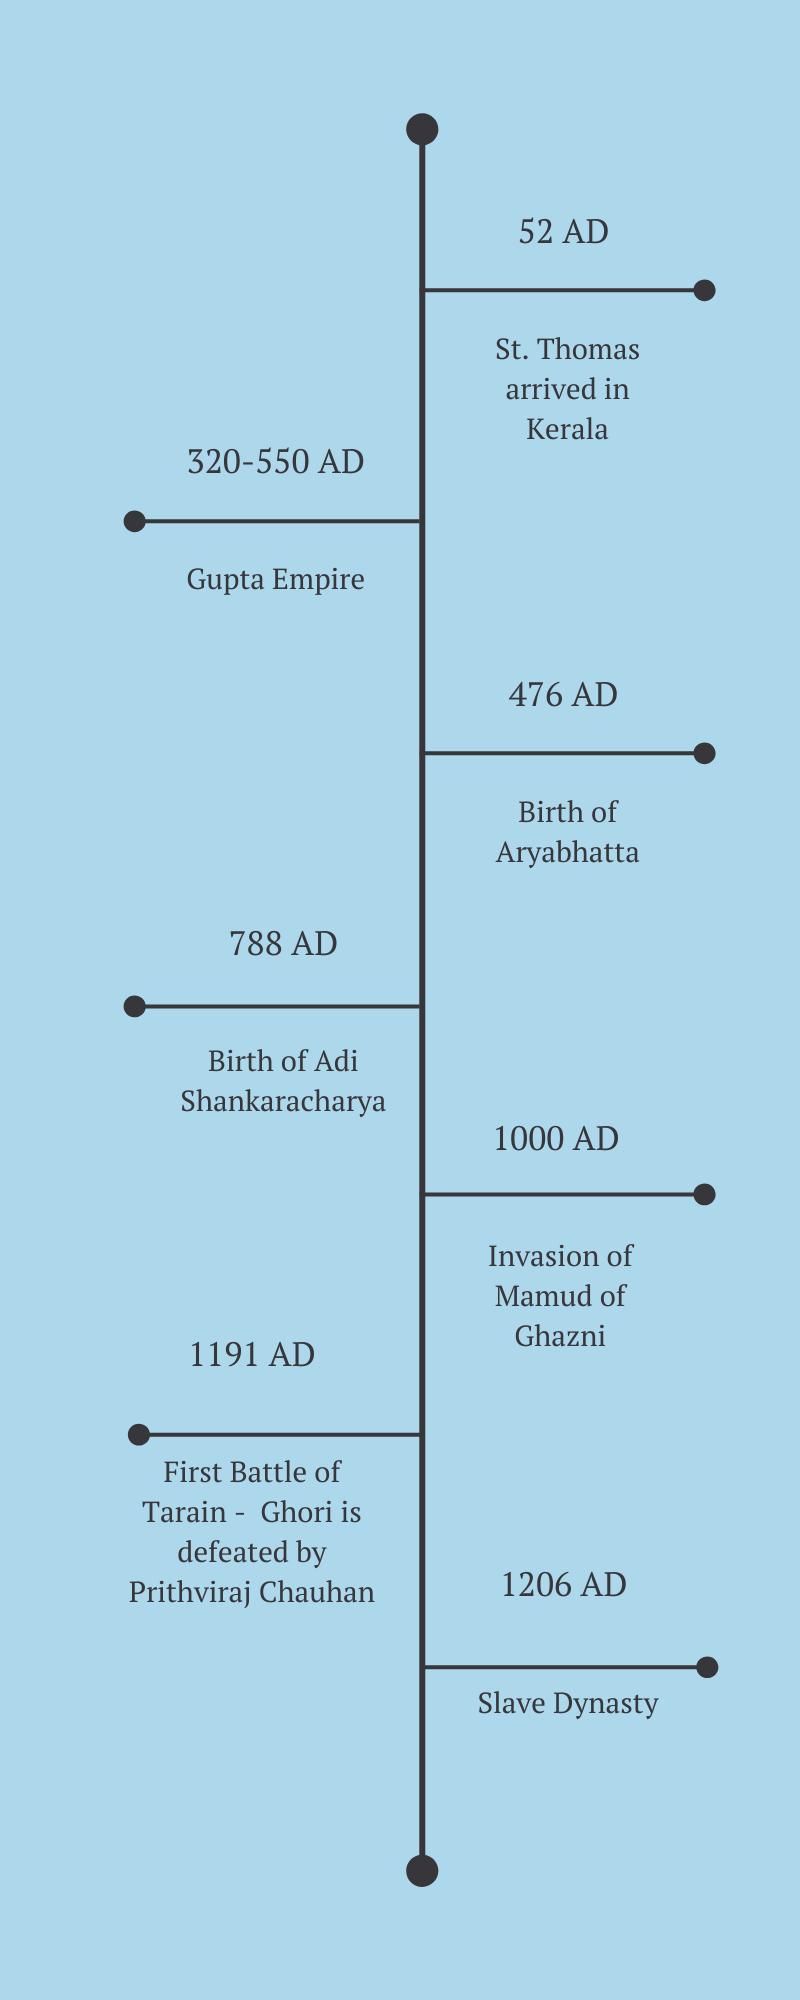 52 AD
St. Thomas
arrived in
Kerala
320-550 AD
Gupta Empire
476 AD
Birth of
Aryabhatta
788 AD
Birth of Adi
Shankaracharya
1000 AD
Invasion of
Mamud of
Ghazni
1191 AD
First Battle of
Tarain -  Ghori is
defeated by
Prithviraj Chauhan
1206 AD
Slave Dynasty